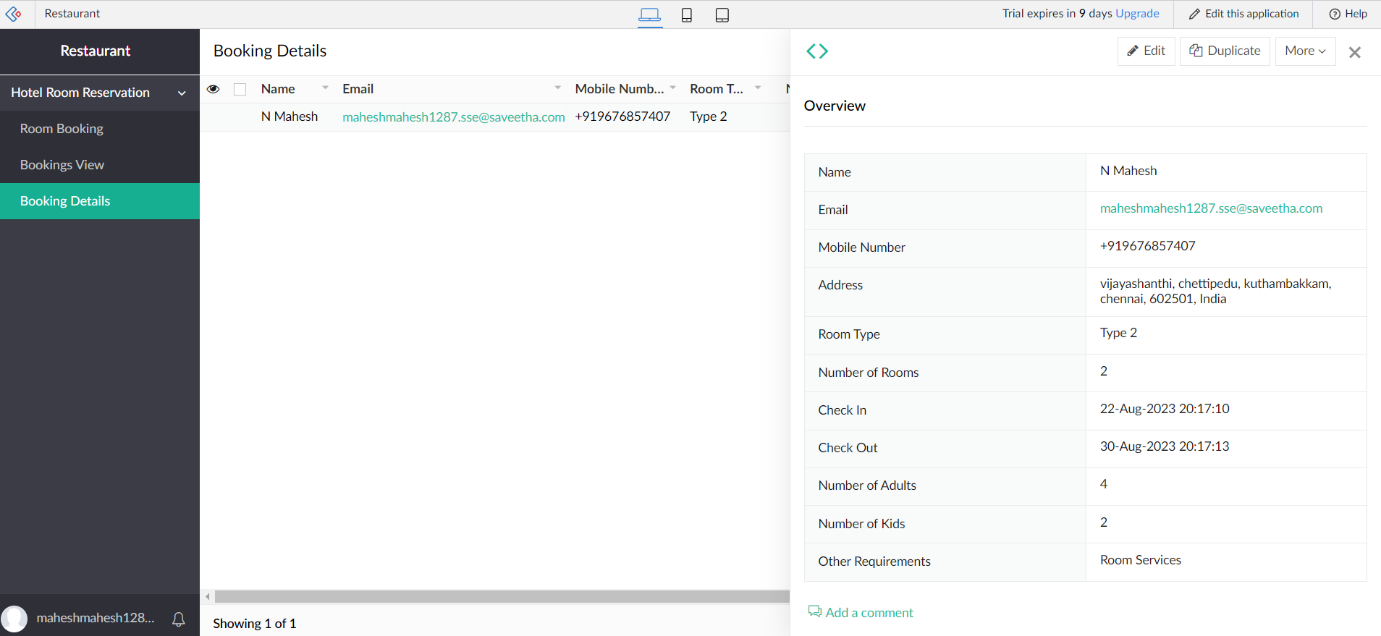 Restaurant
Trial expires in 9 days Upgrade
Edit this application
Help
Restaurant
Hotel Room Reservation
Room Booking
Bookings View
Booking Details
maheshmahesh128...
Booking Details
Name Email Mobile Numb... Room T...
N Mahesh maheshmahesh1287.sse@saveetha.com +919676857407 Type 2
Showing 1 of 1
Edit Duplicate More
Overview
Name N Mahesh
Email maheshmahesh1287.sse@saveetha.com
Mobile Number +919676857407
Address vijayashanthi, chettipedu, kuthambakkam,
chennai, 602501, India
Room Type Type 2
Number of Rooms 2
Check In 22-Aug-2023 20:17:10
Check Out 30-Aug-2023 20:17:13
Number of Adults 4
Number of Kids 2
Other Requirements Room Services
Add a comment